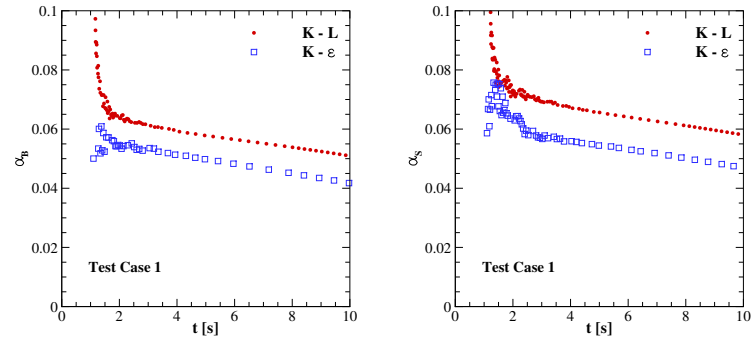 0.1
0.08
0.06
0.04
0.02
0
α_B
K - L
K - ε
Test Case 1
0 2 4 6 8 10
t [s]
0.1
0.08
0.06
0.04
0.02
0
α_S
K - L
K - ε
Test Case 1
0 2 4 6 8 10
t [s]